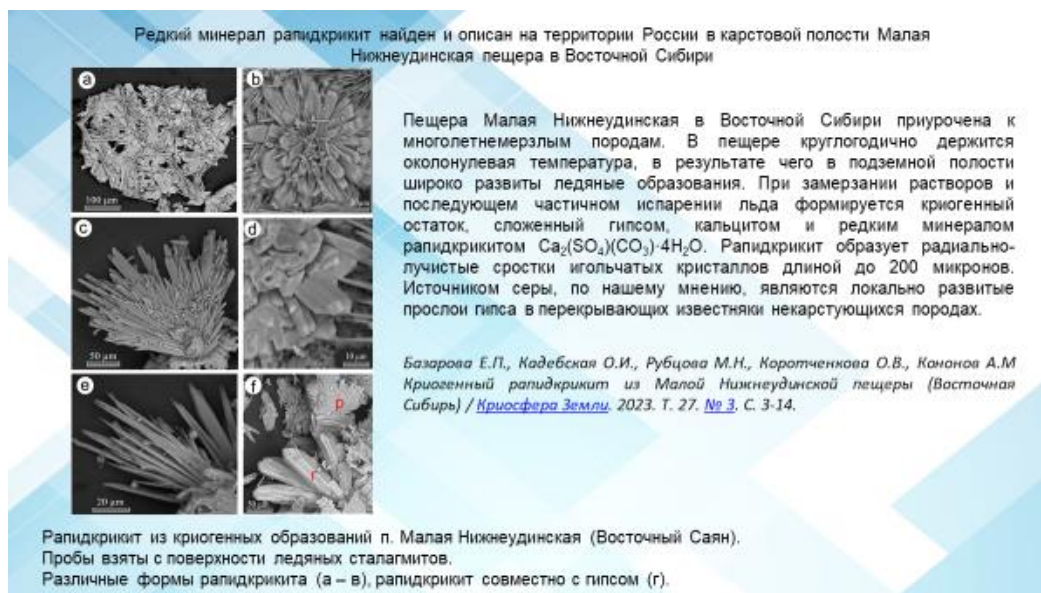 Редкий минерал рапидкрикит найден и описан на территории России в карстовой полости Малая
Нижнеудинская пещера в Восточной Сибири
a
b
100 µm
c
d
50 µm
10 µm
e
f
p
r
20 µm
Пещера Малая Нижнеудинская в Восточной Сибири приурочена к
многолетнемерзлым породам. В пещере круглогодично держится
околонулевая температура, в результате чего в подземной полости
широко развиты ледяные образования. При замерзании растворов и
последующем частичном испарении льда формируется криогенный
остаток, сложенный гипсом, кальцитом и редким минералом
рапидкрикитом Ca₂(SO₄)(CO₃)·4H₂O. Рапидкрикит образует радиально-
лучистые сростки игольчатых кристаллов длиной до 200 микронов.
Источником серы, по нашему мнению, являются локально развитые
прослои гипса в перекрывающих известняки некарстующихся породах.
Базарова Е.П., Кадебская О.И., Рубцова М.Н., Коротченкова О.В., Кононов А.М
Криогенный рапидкрикит из Малой Нижнеудинской пещеры (Восточная
Сибирь) / Криосфера Земли. 2023. Т. 27. № 3. С. 3-14.
Рапидкрикит из криогенных образований п. Малая Нижнеудинская (Восточный Саян).
Пробы взяты с поверхности ледяных сталагмитов.
Различные формы рапидкрикита (а – в), рапидкрикит совместно с гипсом (г).